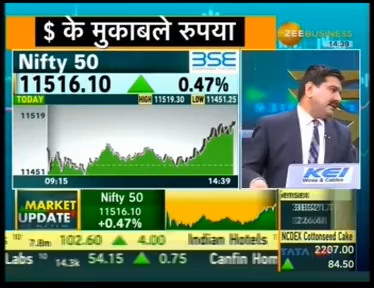 $ के मुकाबले रुपया
ZEE BUSINESS
14:39
Nifty 50
BSE
11516.10 0.47%
TODAY HIGH 11519.30 LOW 11451.25
11519
11451
09:15 14:39
KEI
Wires & Cables
MARKET UPDATE
Nifty 50
11516.10
+0.47%
NCDEX Cottonseed Cake
2207.00
84.50
7.8m 102.60 4.00 Indian Hotels
Labs 14.3k 54.15 0.75 Canfin Hom
TATA